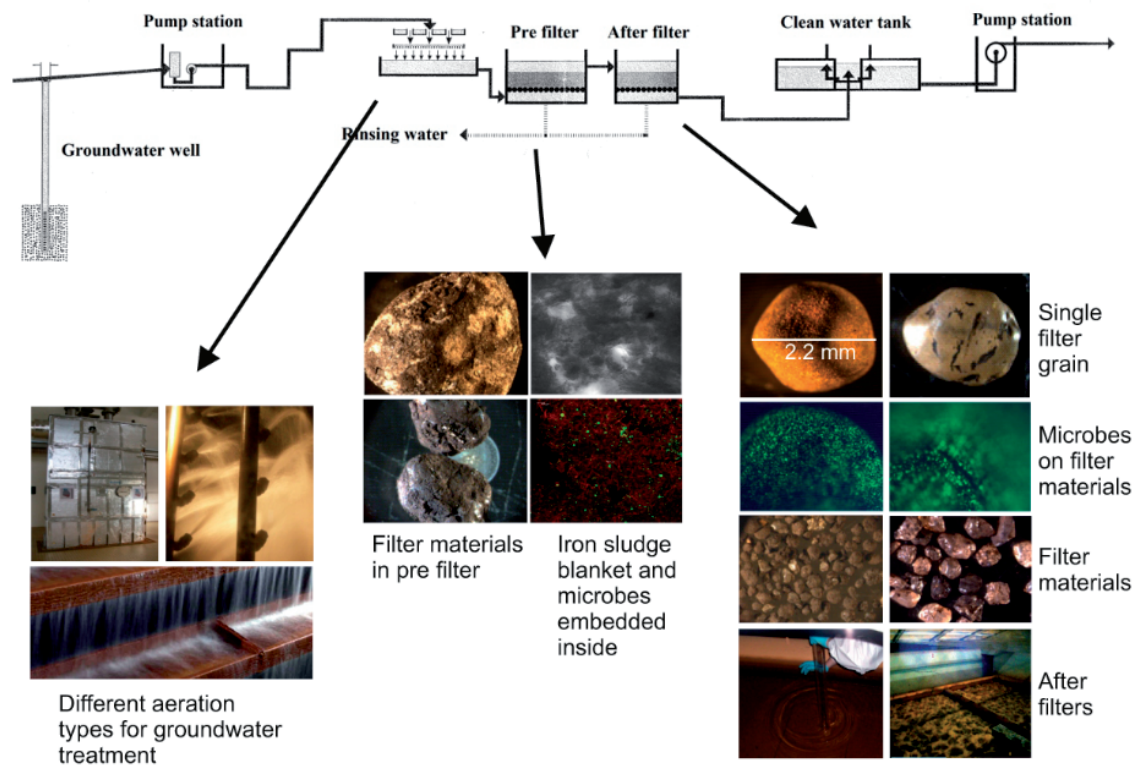 Pump station
Pre filter
After filter
Clean water tank
Pump station
Rinsing water
Groundwater well
2.2 mm
Single
filter
grain
Microbes
on filter
materials
Filter materials
in pre filter
Iron sludge
blanket and
microbes
embedded
inside
Filter
materials
After
filters
Different aeration
types for groundwater
treatment